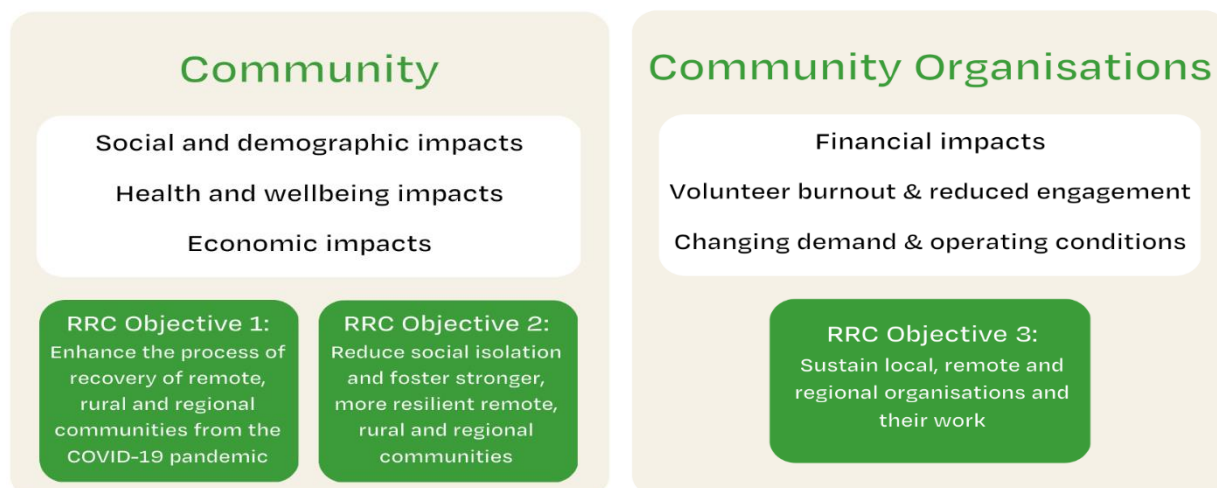 Community
Social and demographic impacts
Health and wellbeing impacts
Economic impacts
RRC Objective 1:
Enhance the process of
recovery of remote,
rural and regional
communities from the
COVID-19 pandemic
RRC Objective 2:
Reduce social isolation
and foster stronger,
more resilient remote,
rural and regional
communities
Community Organisations
Financial impacts
Volunteer burnout & reduced engagement
Changing demand & operating conditions
RRC Objective 3:
Sustain local, remote and
regional organisations and
their work